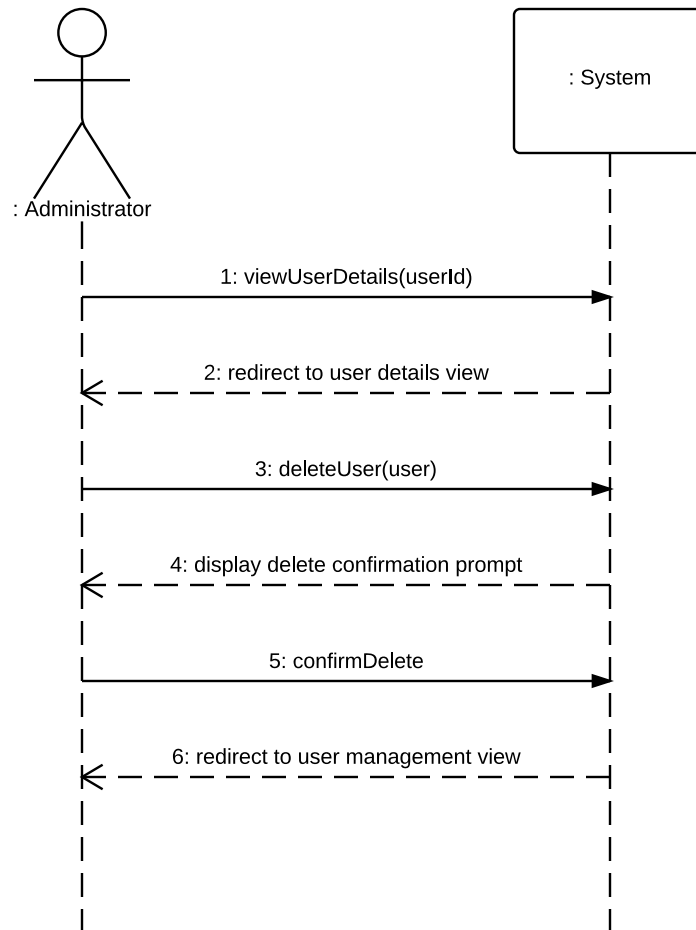 : System
: Administrator
1: viewUserDetails(userId)
2: redirect to user details view
3: deleteUser(user)
4: display delete confirmation prompt
5: confirmDelete
6: redirect to user management view